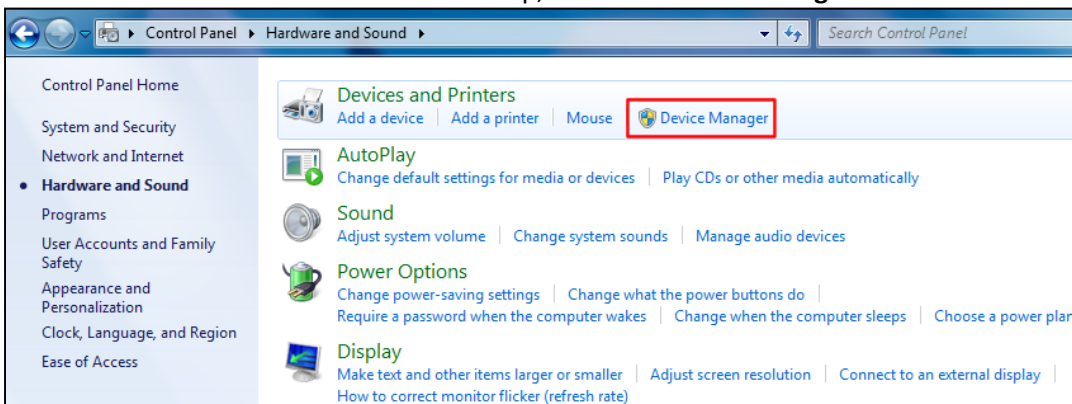 Control Panel ▸ Hardware and Sound ▸
Search Control Panel
Control Panel Home
System and Security
Network and Internet
• Hardware and Sound
Programs
User Accounts and Family
Safety
Appearance and
Personalization
Clock, Language, and Region
Ease of Access
Devices and Printers
Add a device | Add a printer | Mouse | Device Manager
AutoPlay
Change default settings for media or devices | Play CDs or other media automatically
Sound
Adjust system volume | Change system sounds | Manage audio devices
Power Options
Change power-saving settings | Change what the power buttons do |
Require a password when the computer wakes | Change when the computer sleeps | Choose a power plan
Display
Make text and other items larger or smaller | Adjust screen resolution | Connect to an external display |
How to correct monitor flicker (refresh rate)